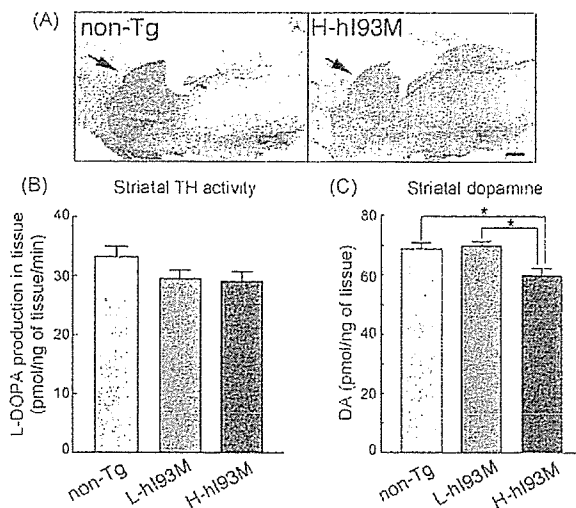 (A) non-Tg H-hI93M
(B) Striatal TH activity
L-DOPA production in tissue
(pmol/ng of tissue/min)
40
30
20
10
0
non-Tg L-hI93M H-hI93M
(C) Striatal dopamine
* 
*
DA (pmol/ng of tissue)
80
60
40
20
0
non-Tg L-hI93M H-hI93M